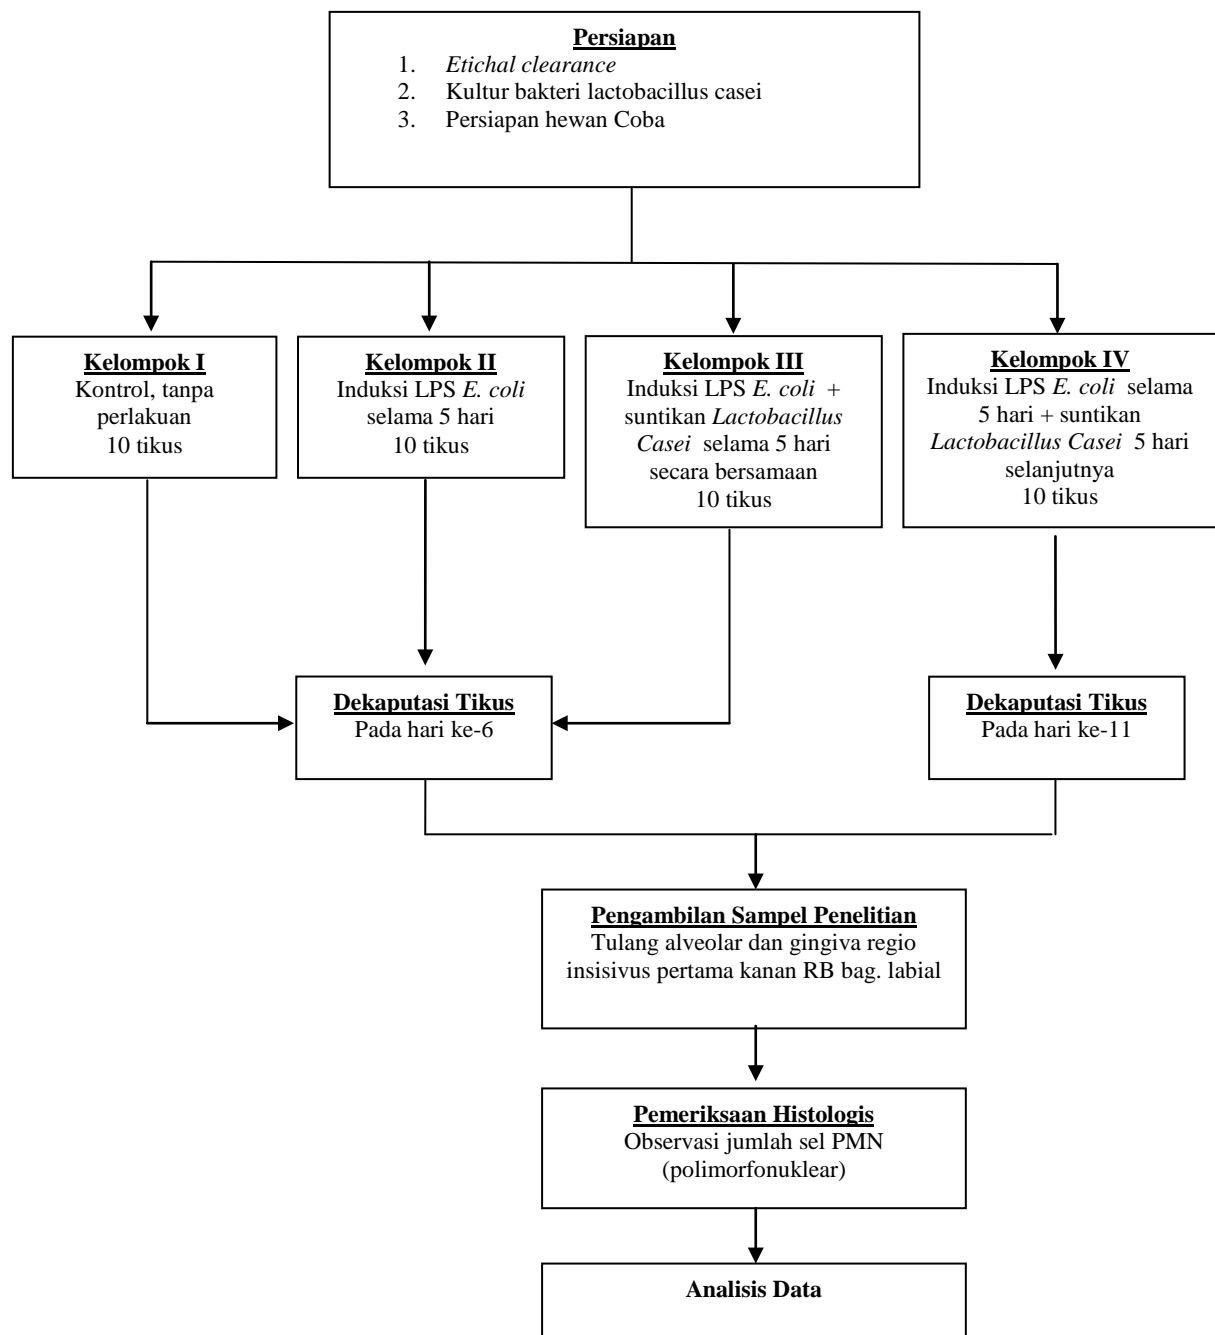 Persiapan
1. Etichal clearance
2. Kultur bakteri lactobacillus casei
3. Persiapan hewan Coba
Kelompok I
Kontrol, tanpa
perlakuan
10 tikus
Kelompok II
Induksi LPS E. coli
selama 5 hari
10 tikus
Kelompok III
Induksi LPS E. coli +
suntikan Lactobacillus
Casei selama 5 hari
secara bersamaan
10 tikus
Kelompok IV
Induksi LPS E. coli selama
5 hari + suntikan
Lactobacillus Casei 5 hari
selanjutnya
10 tikus
Dekaputasi Tikus
Pada hari ke-6
Dekaputasi Tikus
Pada hari ke-11
Pengambilan Sampel Penelitian
Tulang alveolar dan gingiva regio
insisivus pertama kanan RB bag. labial
Pemeriksaan Histologis
Observasi jumlah sel PMN
(polimorfonuklear)
Analisis Data